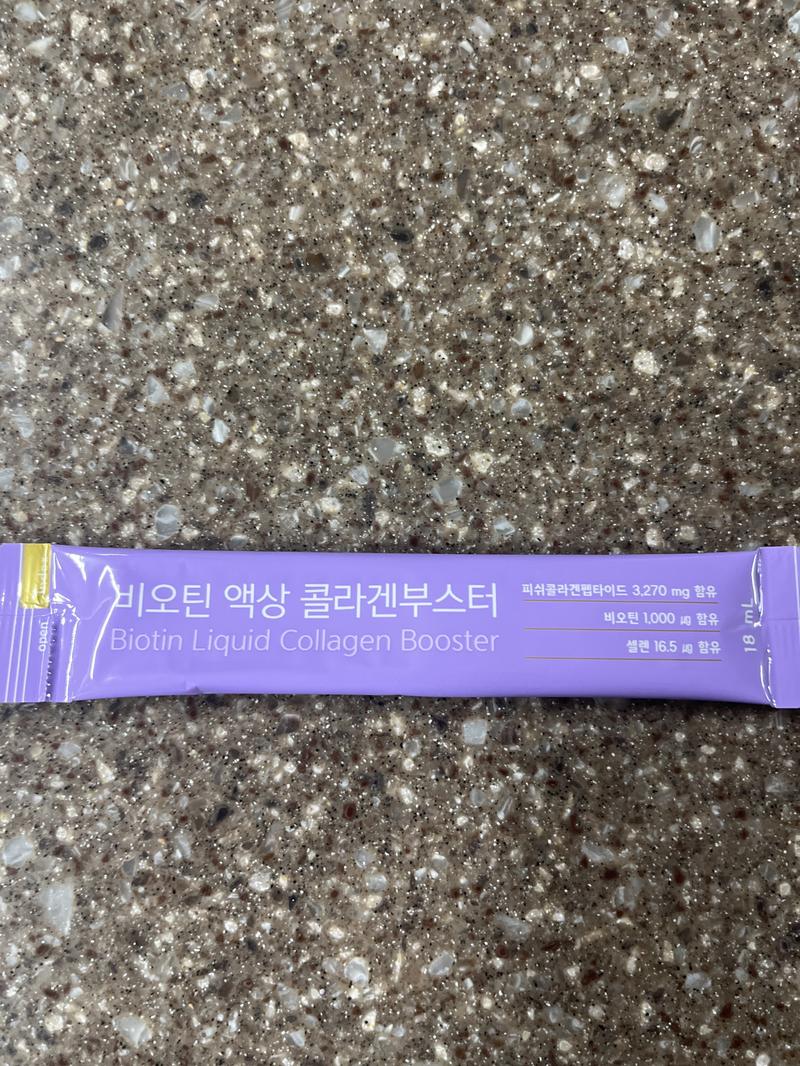 비오틴 액상 콜라겐부스터
Biotin Liquid Collagen Booster
피쉬콜라겐펩타이드 3,270 mg 함유
비오틴 1,000 ㎍ 함유
셀렌 16.5 ㎍ 함유
18 mL
open